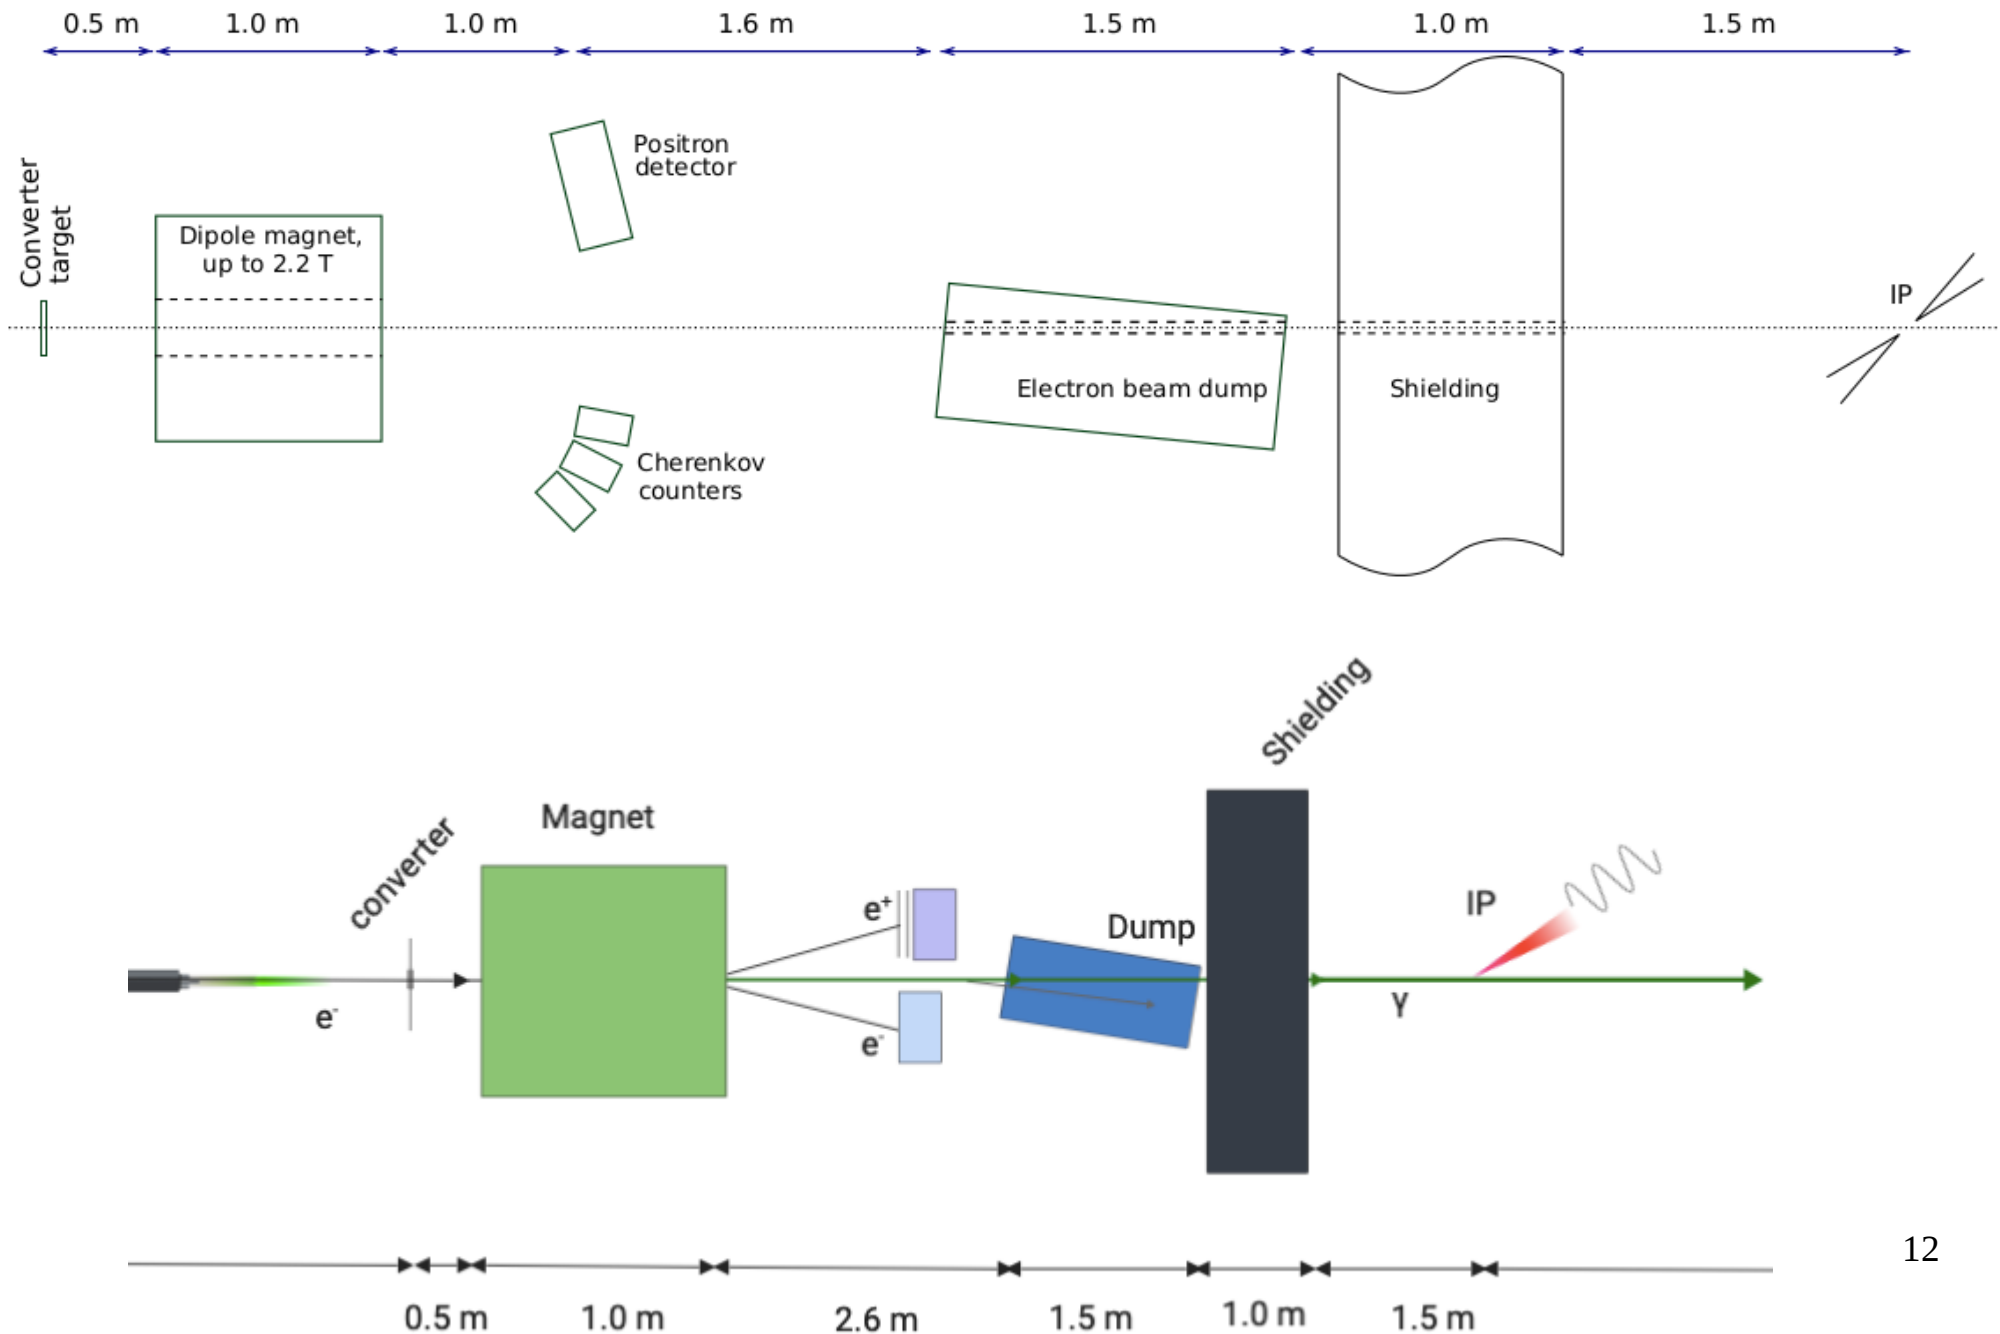 0.5 m
1.0 m
1.0 m
1.6 m
1.5 m
1.0 m
1.5 m
Converter
target
Dipole magnet,
up to 2.2 T
Positron
detector
Cherenkov
counters
Electron beam dump
Shielding
IP
Shielding
Magnet
converter
e⁻
e⁺
e⁻
Dump
IP
γ
12
0.5 m
1.0 m
2.6 m
1.5 m
1.0 m
1.5 m